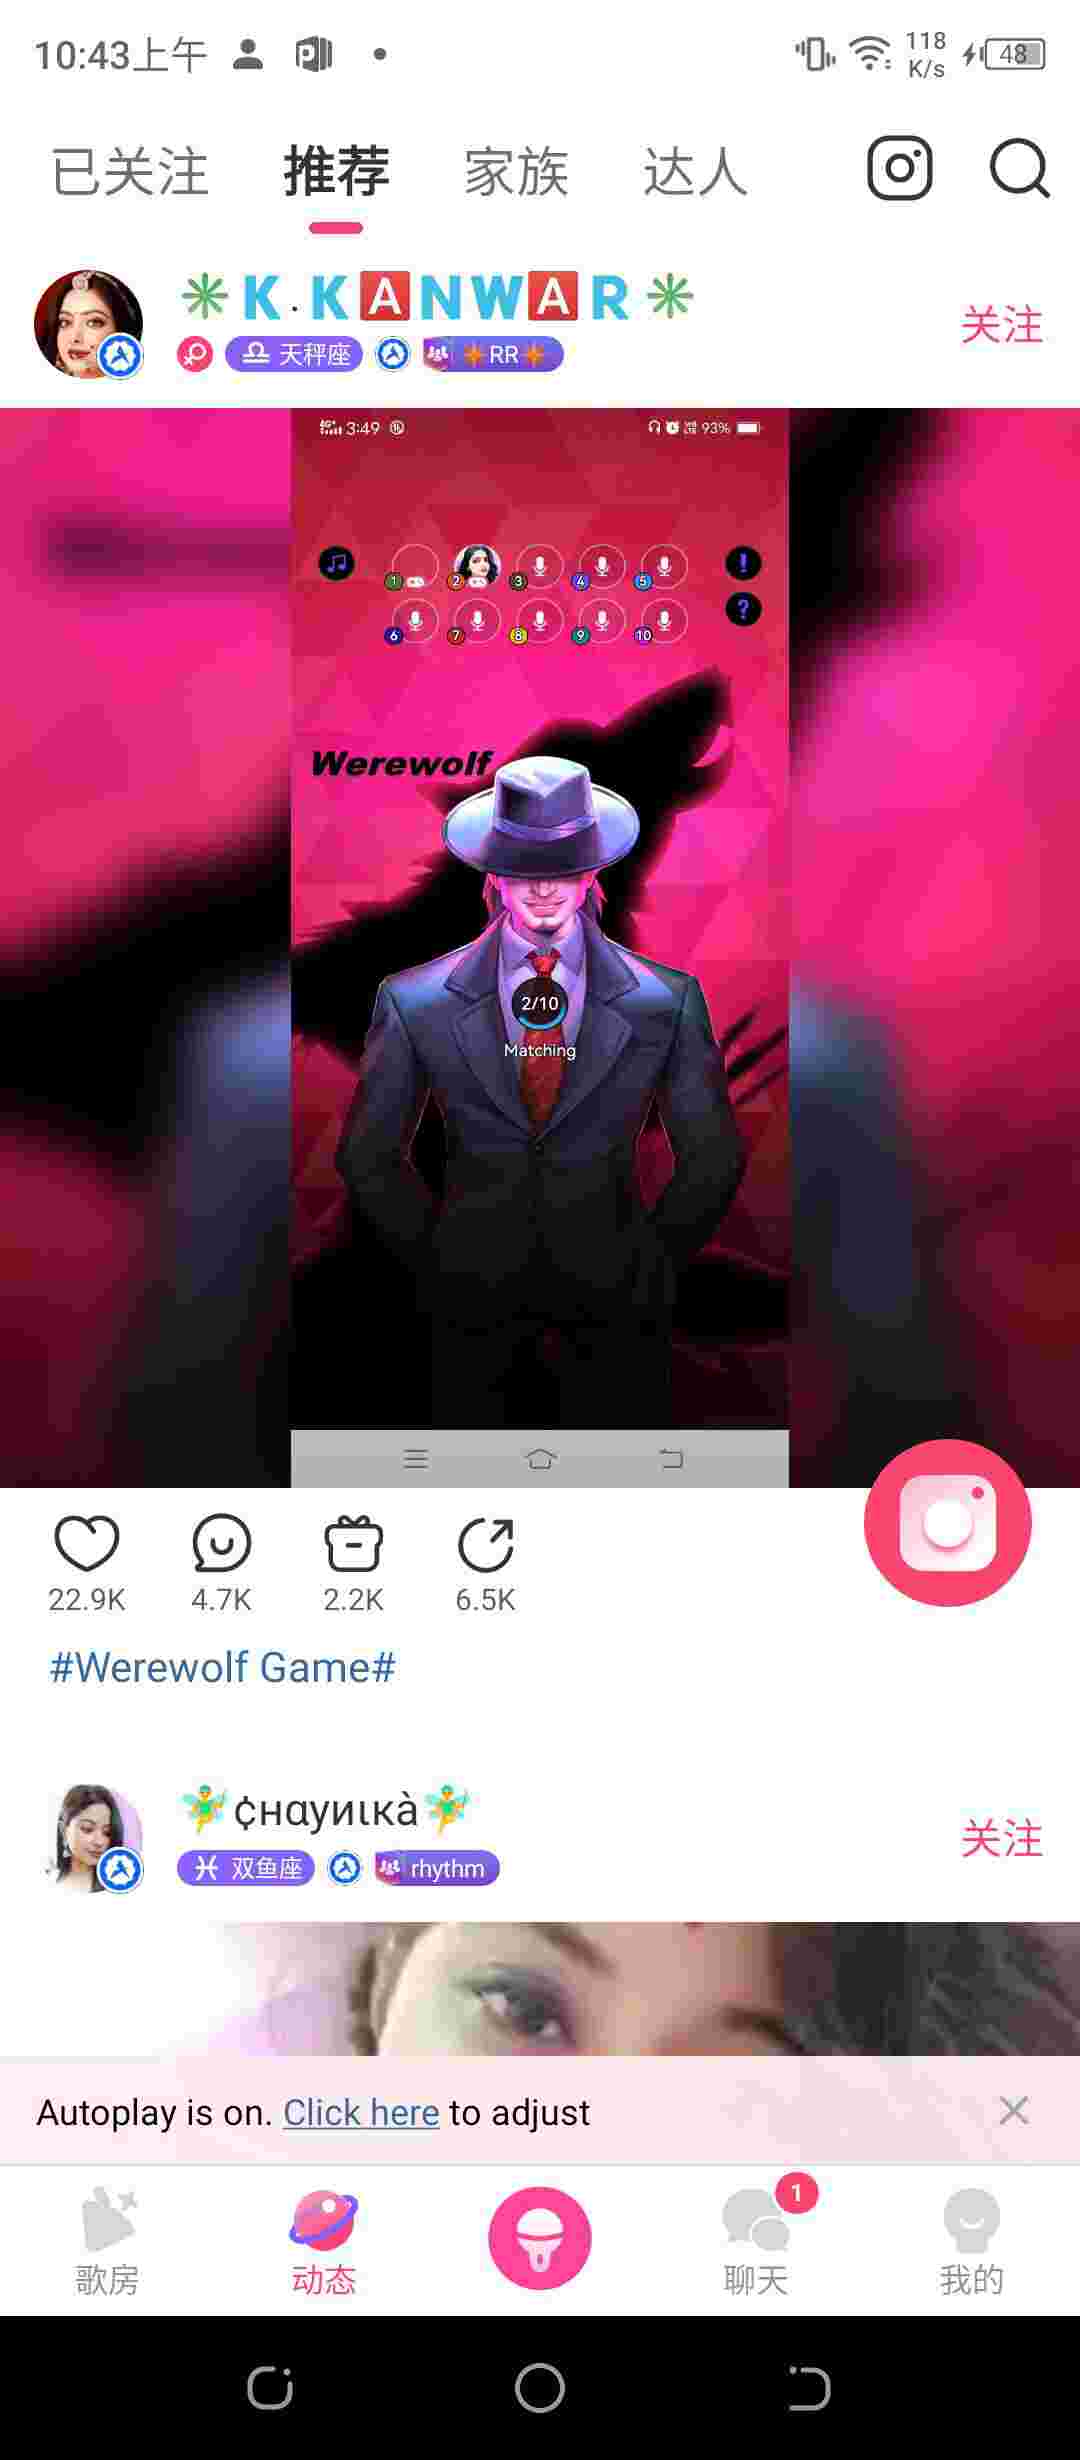 10:43上午
118
K/s
48
已关注 推荐 家族 达人
K.KANWAR
关注
天秤座
RR
3:49
93%
1 2 3 4 5
6 7 8 9 10
!
?
Werewolf
2/10
Matching
22.9K 4.7K 2.2K 6.5K
#Werewolf Game#
¢нαуиικà
关注
双鱼座
rhythm
Autoplay is on. Click here to adjust
1
歌房 动态 聊天 我的